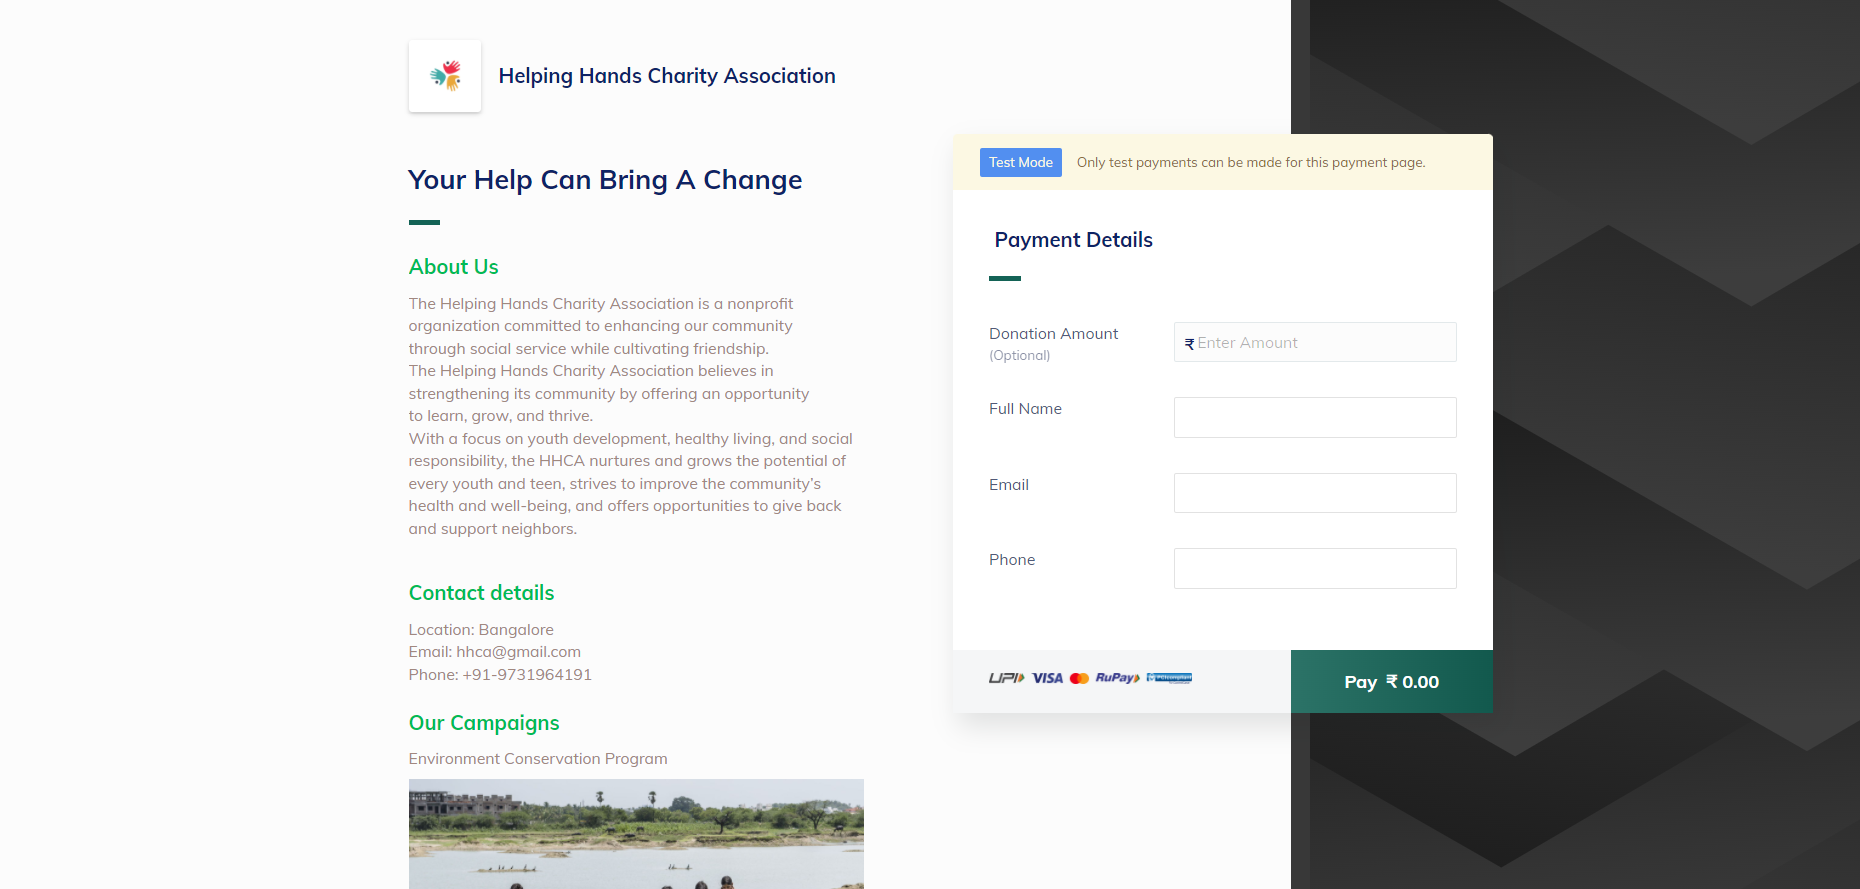 Helping Hands Charity Association
Your Help Can Bring A Change
About Us
The Helping Hands Charity Association is a nonprofit
organization committed to enhancing our community
through social service while cultivating friendship.
The Helping Hands Charity Association believes in
strengthening its community by offering an opportunity
to learn, grow, and thrive.
With a focus on youth development, healthy living, and social
responsibility, the HHCA nurtures and grows the potential of
every youth and teen, strives to improve the community’s
health and well-being, and offers opportunities to give back
and support neighbors.
Contact details
Location: Bangalore
Email: hhca@gmail.com
Phone: +91-9731964191
Our Campaigns
Environment Conservation Program
Test Mode Only test payments can be made for this payment page.
Payment Details
Donation Amount
(Optional)
₹ Enter Amount
Full Name
Email
Phone
UPI VISA RuPay PCI compliant
Pay ₹ 0.00